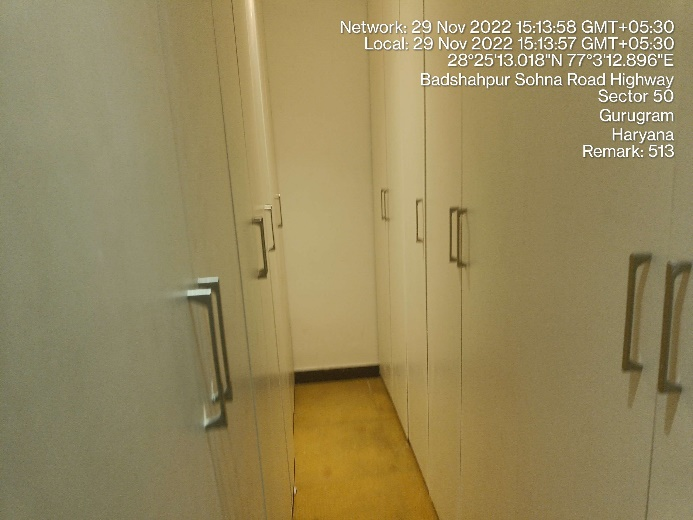 Network: 29 Nov 2022 15:13:58 GMT+05:30
Local: 29 Nov 2022 15:13:57 GMT+05:30
28°25'13.018"N 77°3'12.896"E
Badshahpur Sohna Road Highway
Sector 50
Gurugram
Haryana
Remark: 513